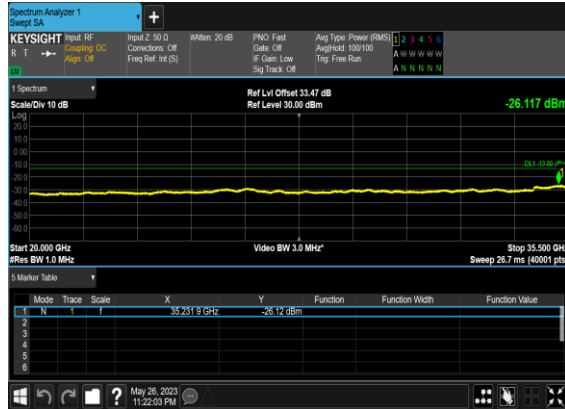 Spectrum Analyzer 1
Swept SA
+
KEYSIGHT
R T
Input: RF
Coupling: DC
Align: Off
Input Z: 50 Ω
Corrections: Off
Freq Ref: Int (S)
#Atten: 20 dB
PNO: Fast
Gate: Off
IF Gain: Low
Sig Track: Off
Avg Type: Power (RMS)
Avg|Hold: 100/100
Trig: Free Run
1 2 3 4 5 6
A W W W W W
A N N N N N
1 Spectrum
Scale/Div 10 dB
Ref Lvl Offset 33.47 dB
Ref Level 30.00 dBm
-26.117 dBm
Log
20.0
10.0
0.00
-10.0
-20.0
-30.0
-40.0
-50.0
-60.0
DL1 -13.00 dBm
1
Start 20.000 GHz
#Res BW 1.0 MHz
Video BW 3.0 MHz*
Stop 35.500 GH
Sweep 26.7 ms (40001 pts
5 Marker Table
Mode Trace Scale X Y Function Function Width Function Value
1 N 1 f 35.231 9 GHz -26.12 dBm
2
3
4
5
6
?
May 26, 2023
11:22:03 PM